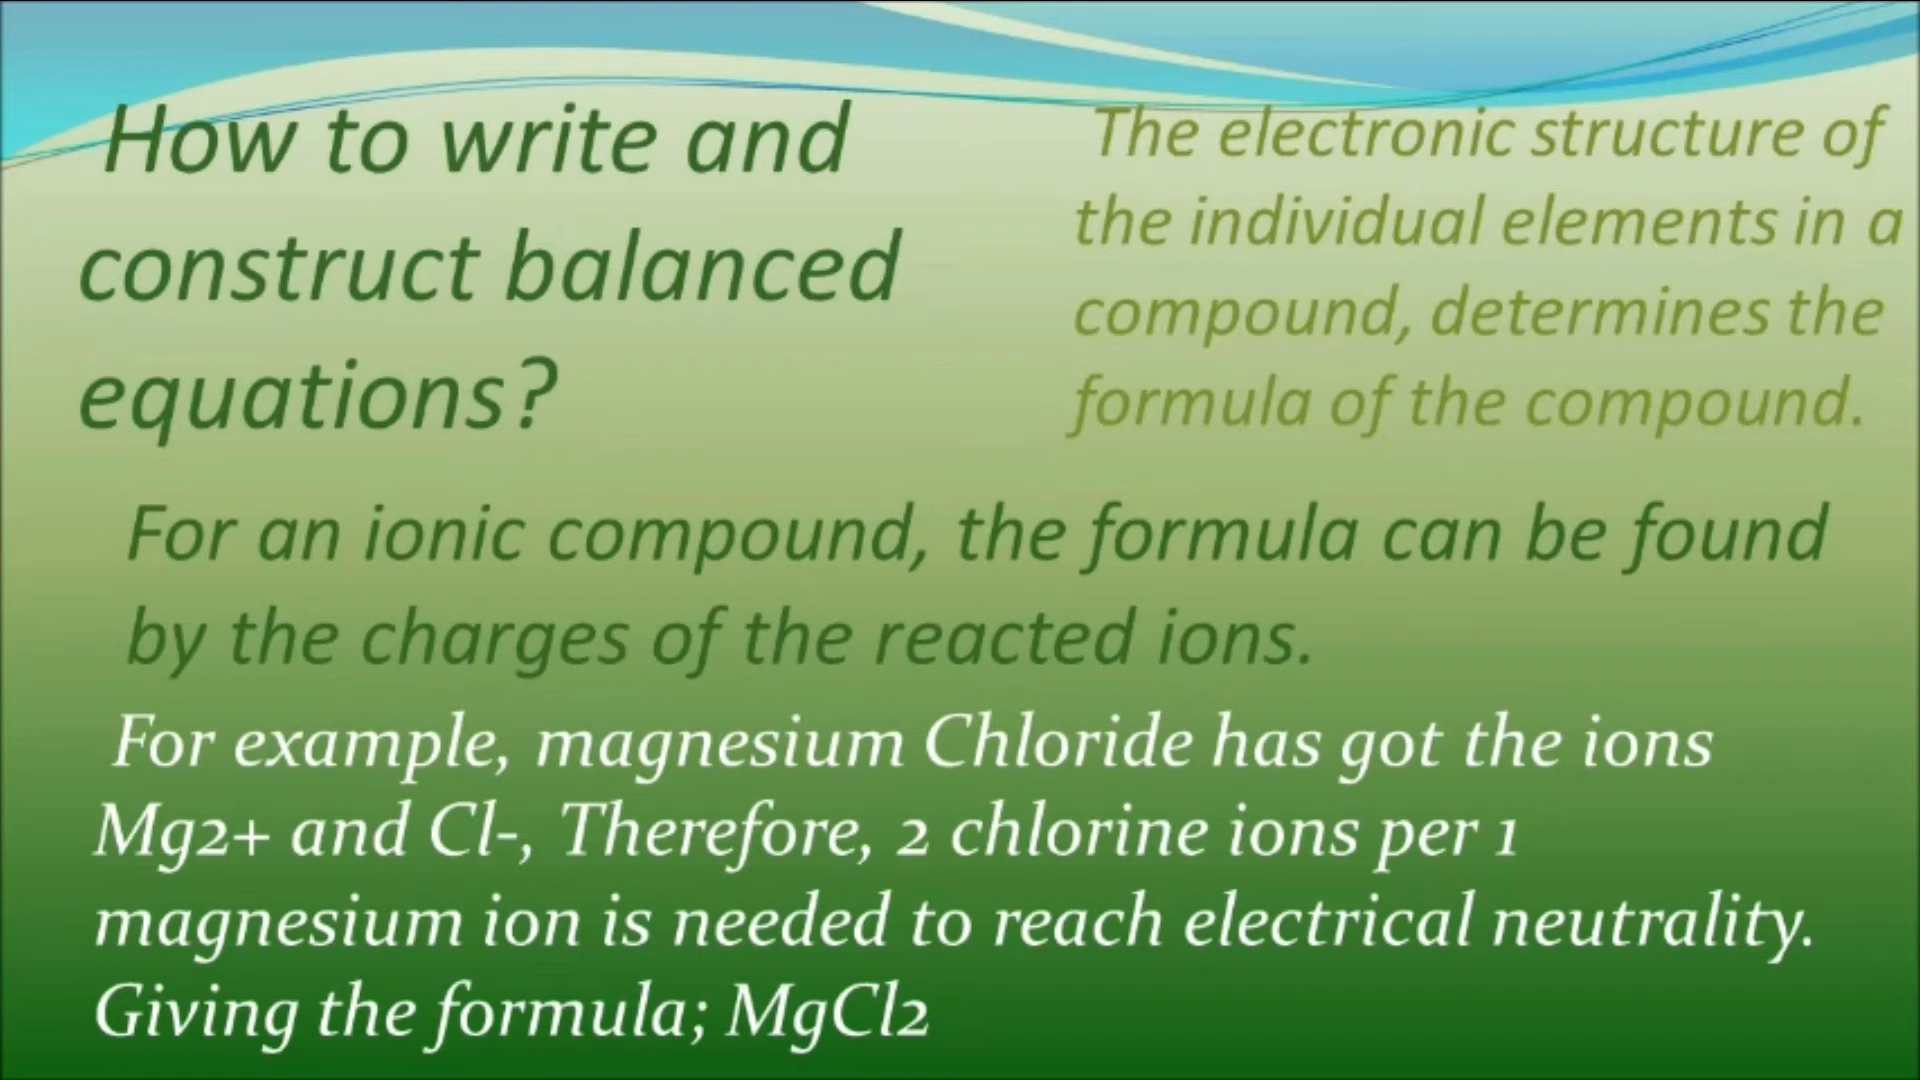 How to write and
construct balanced
equations?
The electronic structure of
the individual elements in a
compound, determines the
formula of the compound.
For an ionic compound, the formula can be found
by the charges of the reacted ions.
For example, magnesium Chloride has got the ions
Mg2+ and Cl-, Therefore, 2 chlorine ions per 1
magnesium ion is needed to reach electrical neutrality.
Giving the formula; MgCl2